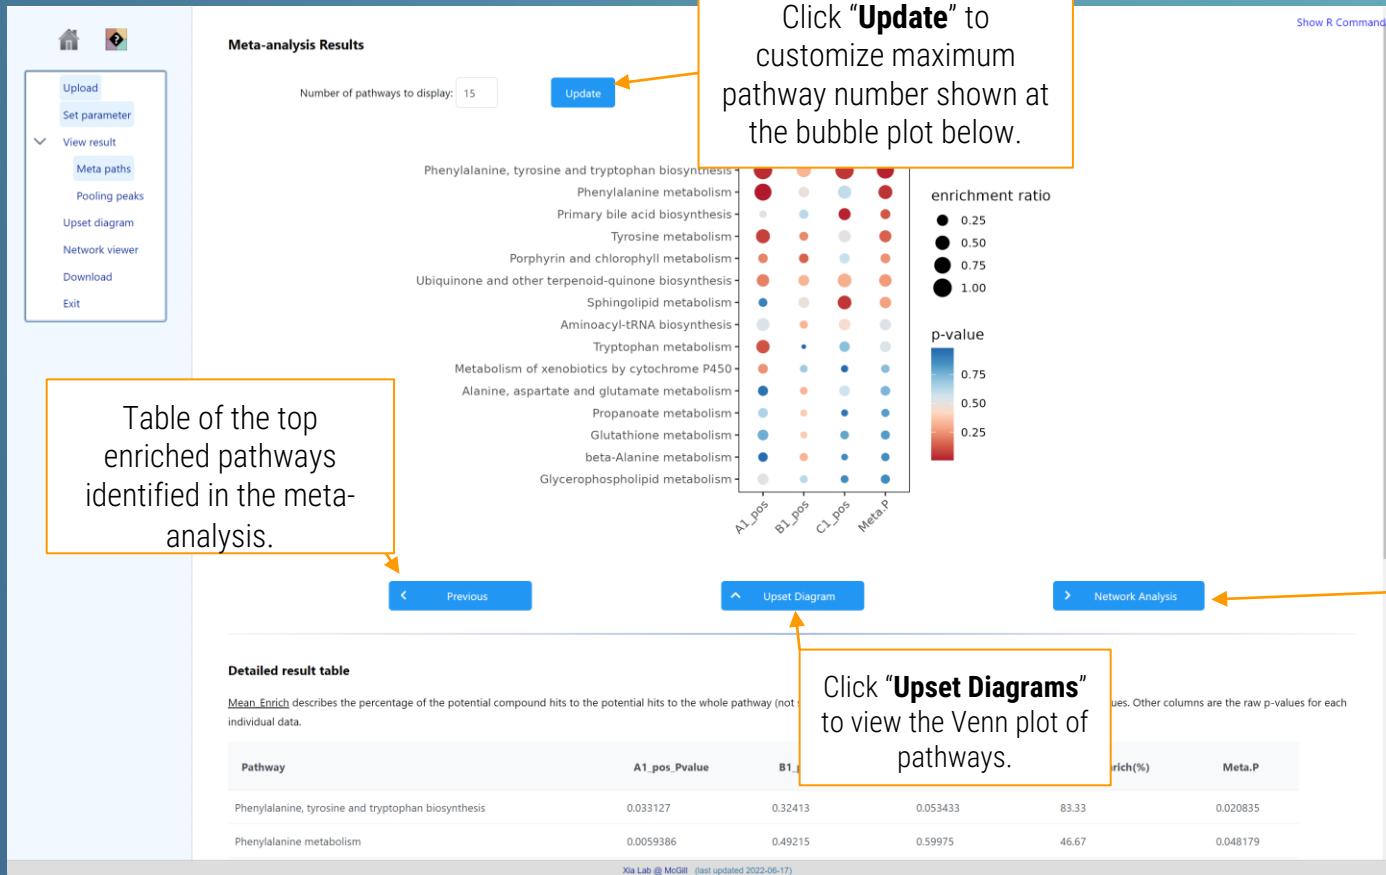 Click “Update” to
customize maximum
pathway number shown at
the bubble plot below.
Show R Command
Meta-analysis Results
Number of pathways to display: 15
Update
Upload
Set parameter
View result
Meta paths
Pooling peaks
Upset diagram
Network viewer
Download
Exit
Phenylalanine, tyrosine and tryptophan biosynthesis
Phenylalanine metabolism
Primary bile acid biosynthesis
Tyrosine metabolism
Porphyrin and chlorophyll metabolism
Ubiquinone and other terpenoid-quinone biosynthesis
Sphingolipid metabolism
Aminoacyl-tRNA biosynthesis
Tryptophan metabolism
Metabolism of xenobiotics by cytochrome P450
Alanine, aspartate and glutamate metabolism
Propanoate metabolism
Glutathione metabolism
beta-Alanine metabolism
Glycerophospholipid metabolism
A1_pos B1_pos C1_pos Meta.P
enrichment ratio
0.25
0.50
0.75
1.00
p-value
0.75
0.50
0.25
Table of the top
enriched pathways
identified in the meta-
analysis.
Previous
Upset Diagram
Network Analysis
Detailed result table
Click “Upset Diagrams”
to view the Venn plot of
pathways.
Mean_Enrich describes the percentage of the potential compound hits to the potential hits to the whole pathway (not Other columns are the raw p-values for each
individual data.
Pathway A1_pos_Pvalue Meta.P
Phenylalanine, tyrosine and tryptophan biosynthesis 0.033127 0.32413 0.053433 83.33 0.020835
Phenylalanine metabolism 0.0059386 0.49215 0.59975 46.67 0.048179
Xia Lab @ McGill (last updated 2022-06-17)